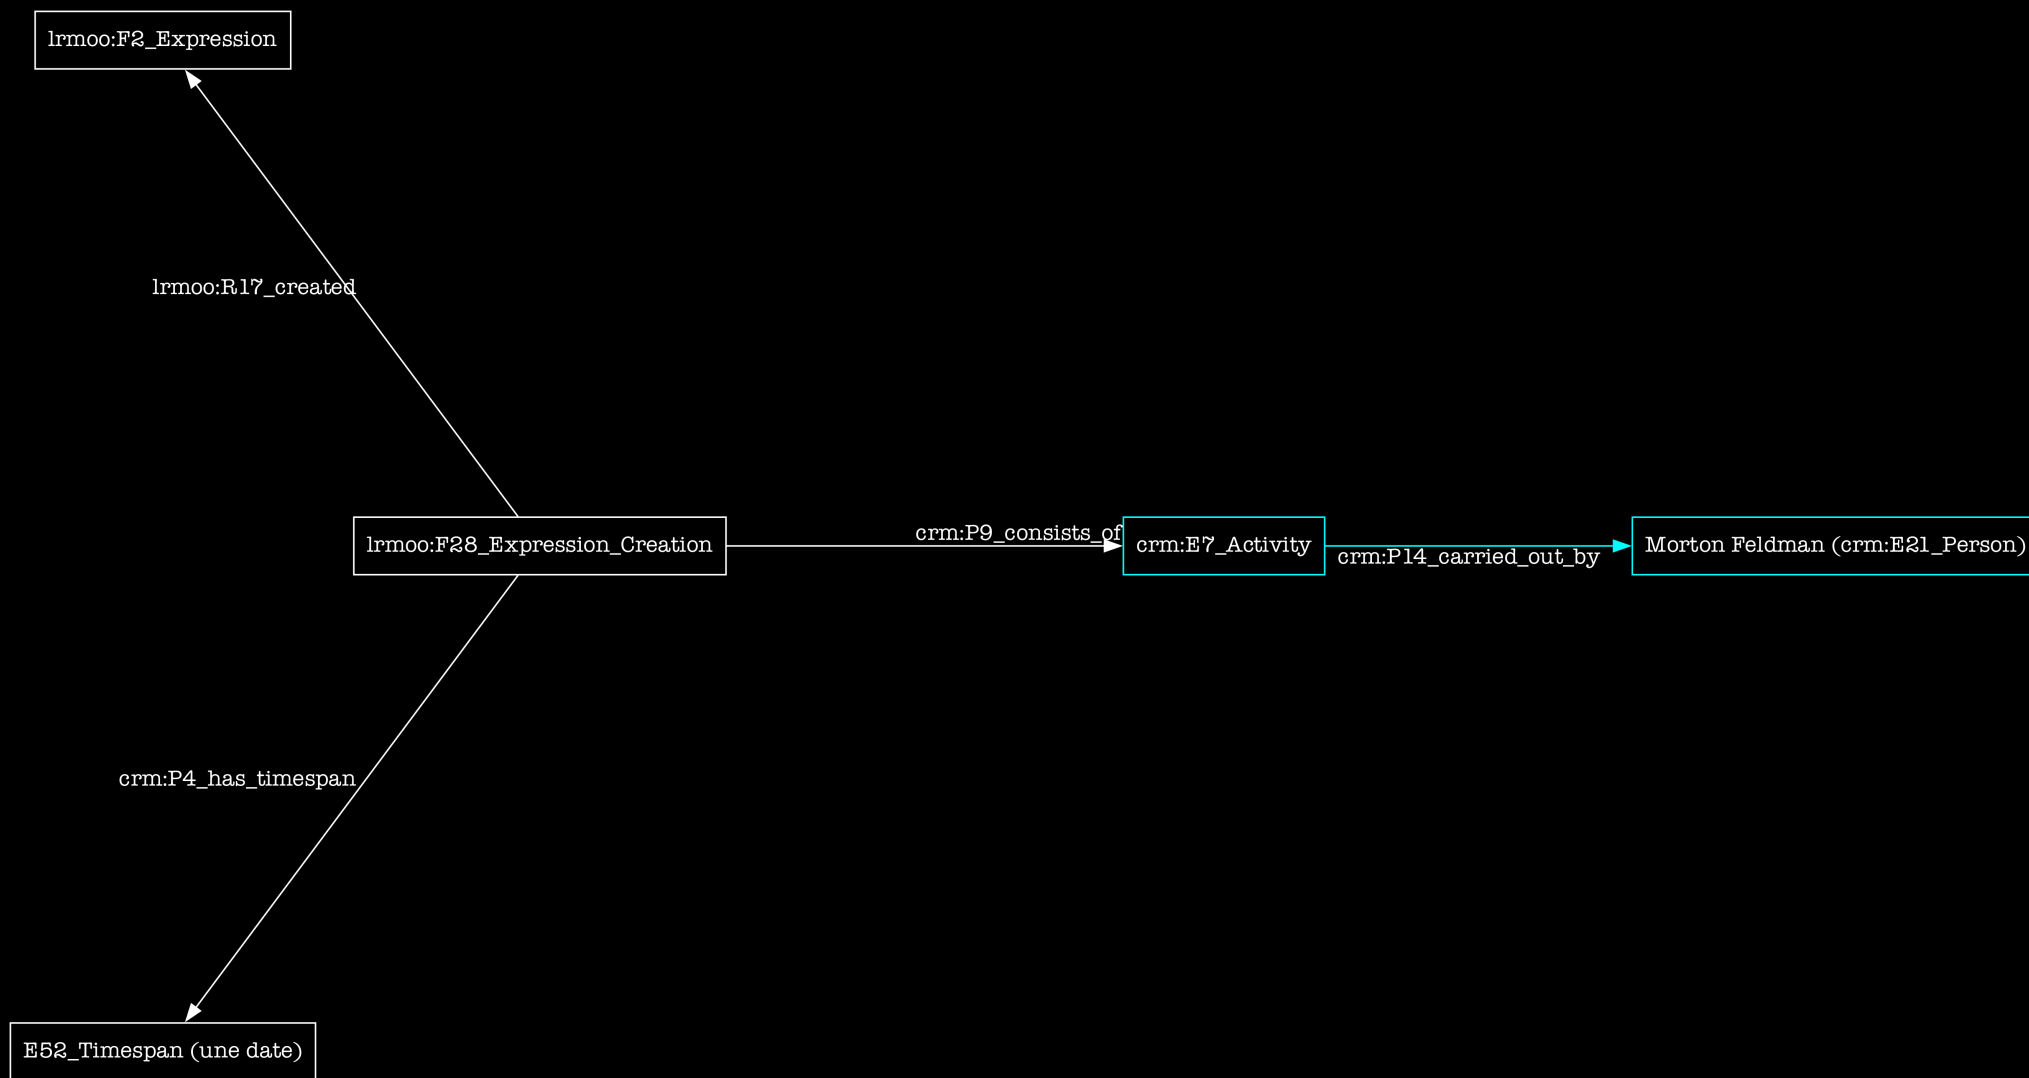 lrmoo:F2_Expression
lrmoo:R17_created
lrmoo:F28_Expression_Creation
crm:P9_consists_of
crm:E7_Activity
crm:P14_carried_out_by
Morton Feldman (crm:E21_Person)
crm:P4_has_timespan
E52_Timespan (une date)